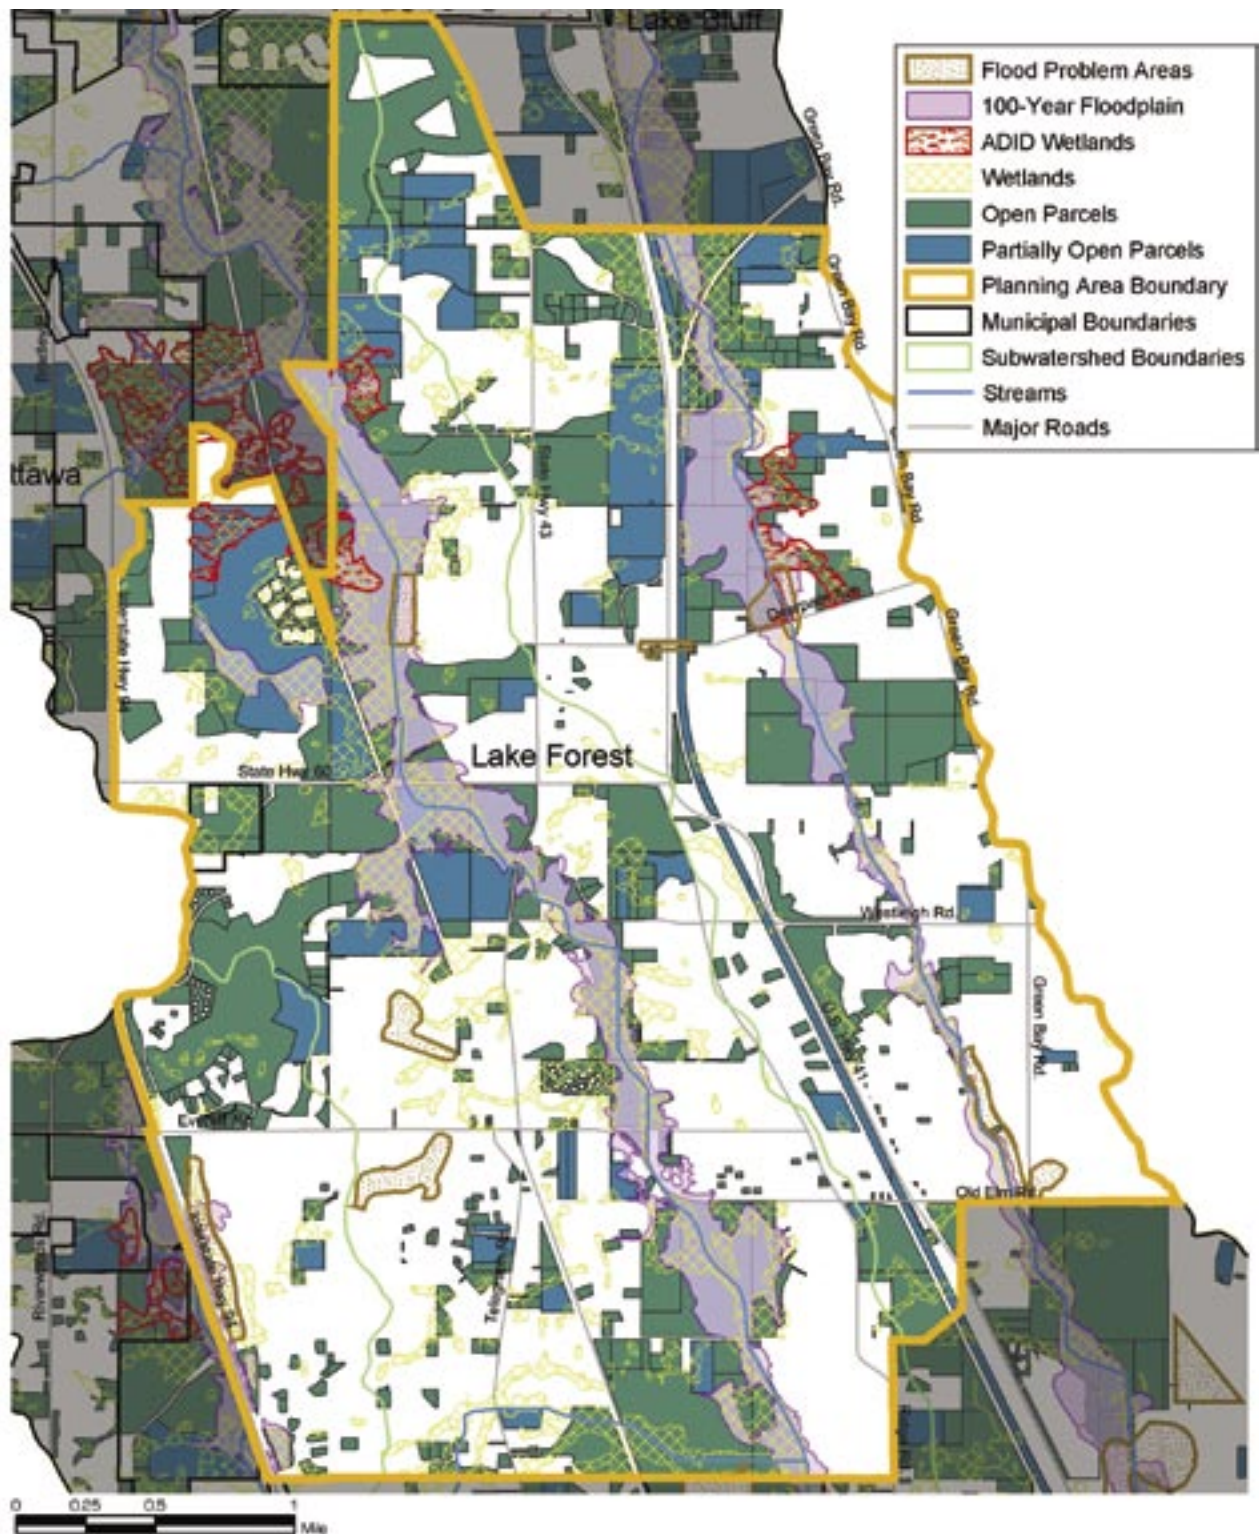 Lake Bluff
Flood Problem Areas
100-Year Floodplain
ADID Wetlands
Wetlands
Open Parcels
Partially Open Parcels
Planning Area Boundary
Municipal Boundaries
Subwatershed Boundaries
Streams
Major Roads
Green Bay Rd.
Green Bay Rd.
Bay Rd.
ttawa
State Hwy 43
Green Bay Rd.
Lake Forest
State Hwy 60
Westleigh Rd.
Green Bay Rd.
Everett Rd.
Old Elm Rd.
Riverwoods Rd.
0 0.25 0.5 1
Mile